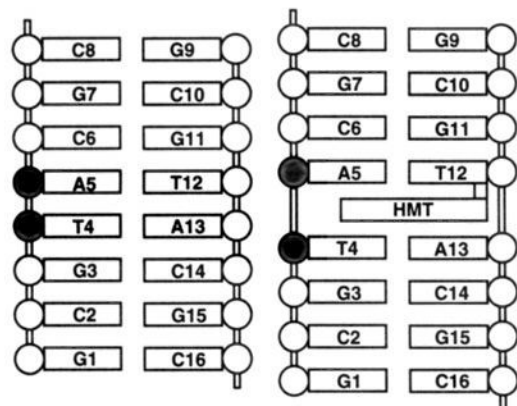 C8 G9 C8 G9
G7 C10 G7 C10
C6 G11 C6 G11
A5 T12 A5 T12
HMT
T4 A13 T4 A13
G3 C14 G3 C14
C2 G15 C2 G15
G1 C16 G1 C16